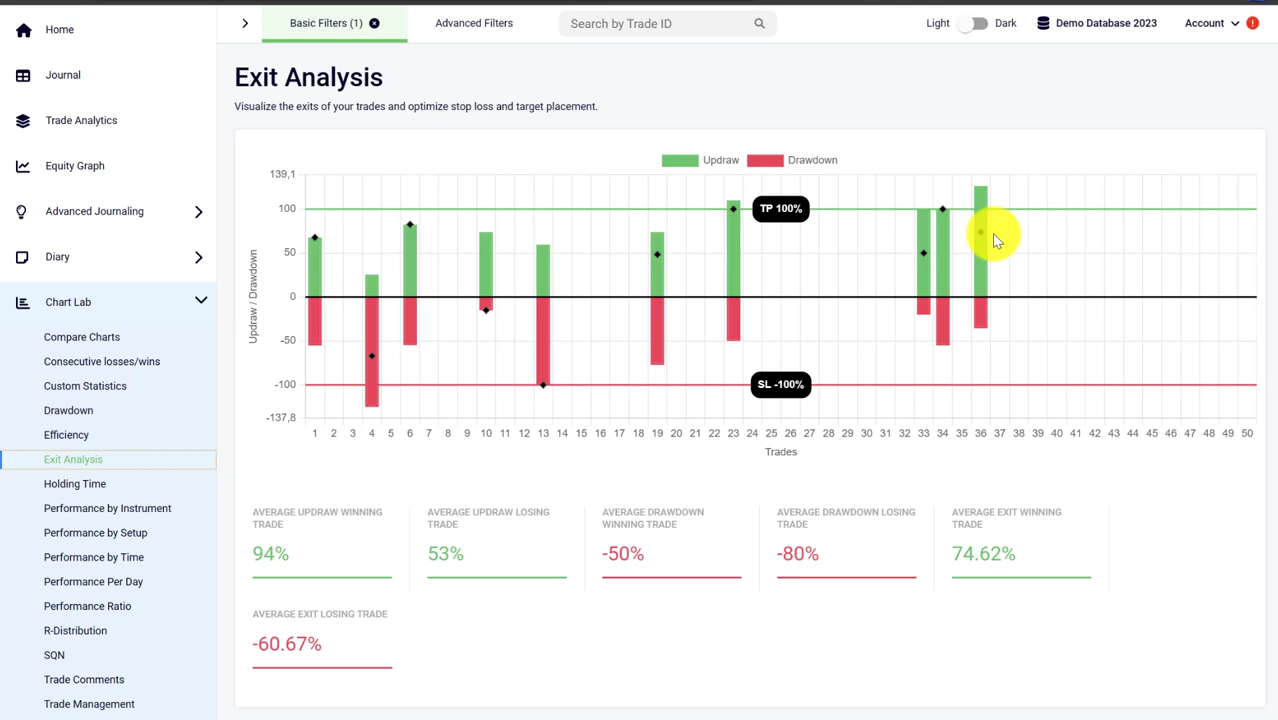 Home
Journal
Trade Analytics
Equity Graph
Advanced Journaling
Diary
Chart Lab
Compare Charts
Consecutive losses/wins
Custom Statistics
Drawdown
Efficiency
Exit Analysis
Holding Time
Performance by Instrument
Performance by Setup
Performance by Time
Performance Per Day
Performance Ratio
R-Distribution
SQN
Trade Comments
Trade Management
Basic Filters (1)
Advanced Filters
Search by Trade ID
Light
Dark
Demo Database 2023
Account
Exit Analysis
Visualize the exits of your trades and optimize stop loss and target placement.
Updraw
Drawdown
139,1
100
50
0
-50
-100
-137,8
Updraw / Drawdown
TP 100%
SL -100%
1 2 3 4 5 6 7 8 9 10 11 12 13 14 15 16 17 18 19 20 21 22 23 24 25 26 27 28 29 30 31 32 33 34 35 36 37 38 39 40 41 42 43 44 45 46 47 48 49 50
Trades
AVERAGE UPDRAW WINNING
TRADE
94%
AVERAGE UPDRAW LOSING
TRADE
53%
AVERAGE DRAWDOWN
WINNING TRADE
-50%
AVERAGE DRAWDOWN LOSING
TRADE
-80%
AVERAGE EXIT WINNING
TRADE
74.62%
AVERAGE EXIT LOSING TRADE
-60.67%